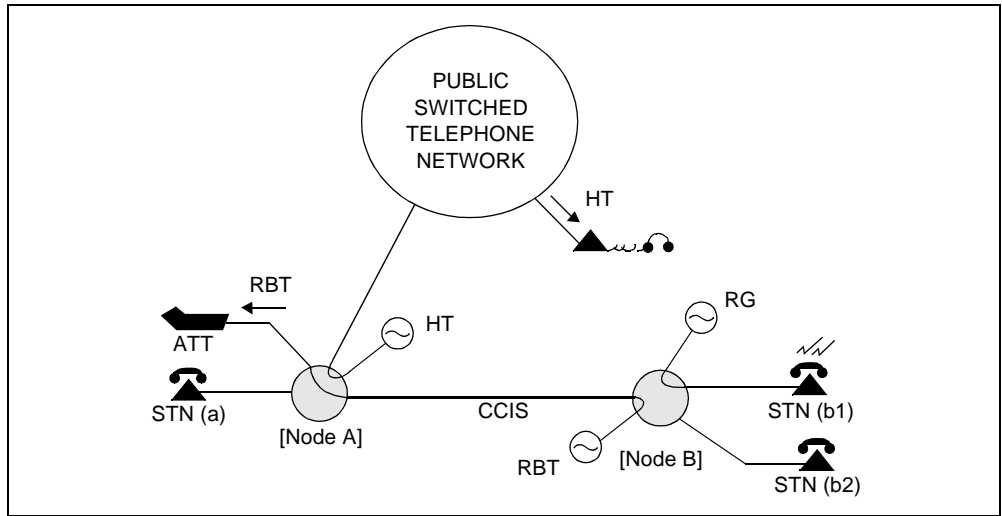 PUBLIC
SWITCHED
TELEPHONE
NETWORK
HT
RBT
ATT
HT
RG
STN (a)
[Node A]
CCIS
RBT
[Node B]
STN (b1)
STN (b2)